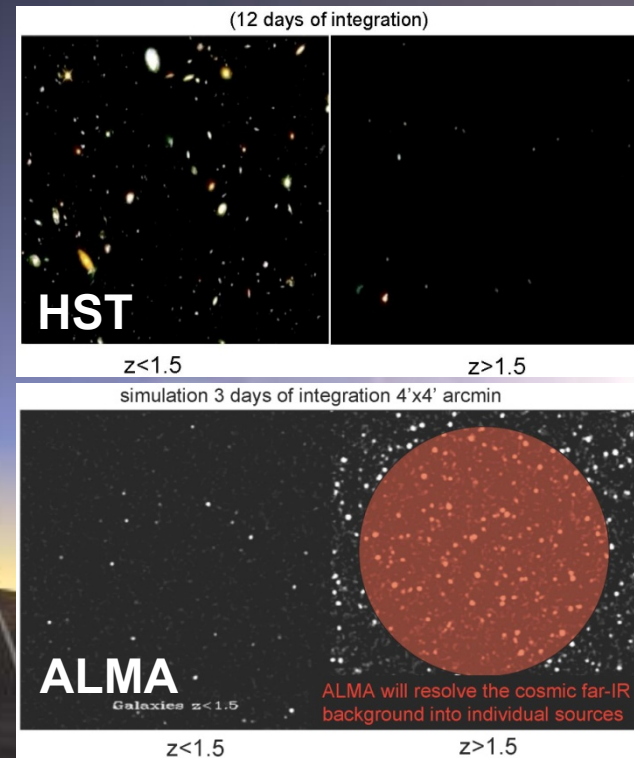 (12 days of integration)
HST
z<1.5 z>1.5
simulation 3 days of integration 4'x4' arcmin
ALMA
Galaxies z<1.5
ALMA will resolve the cosmic far-IR
background into individual sources
z<1.5 z>1.5